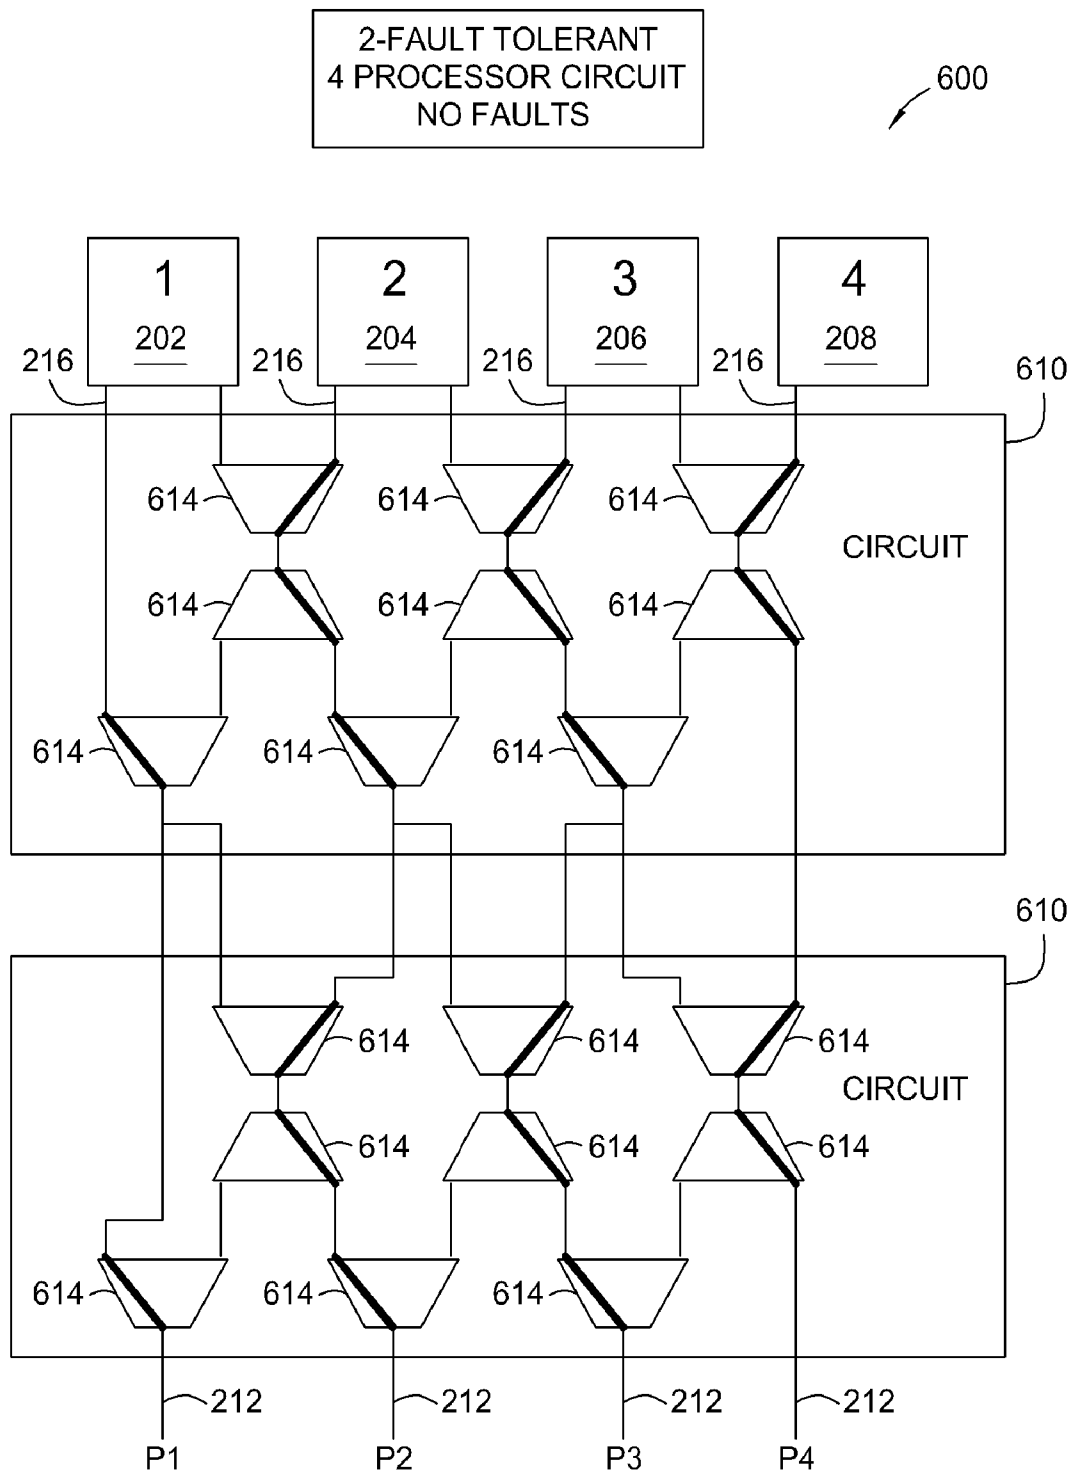 2-FAULT TOLERANT
4 PROCESSOR CIRCUIT
NO FAULTS
600
1 2 3 4
202 204 206 208
216 216 216 216
610
614 614 614
CIRCUIT
614 614 614
614 614 614
610
614 614 614
CIRCUIT
614 614 614
614 614 614
212 212 212 212
P1 P2 P3 P4